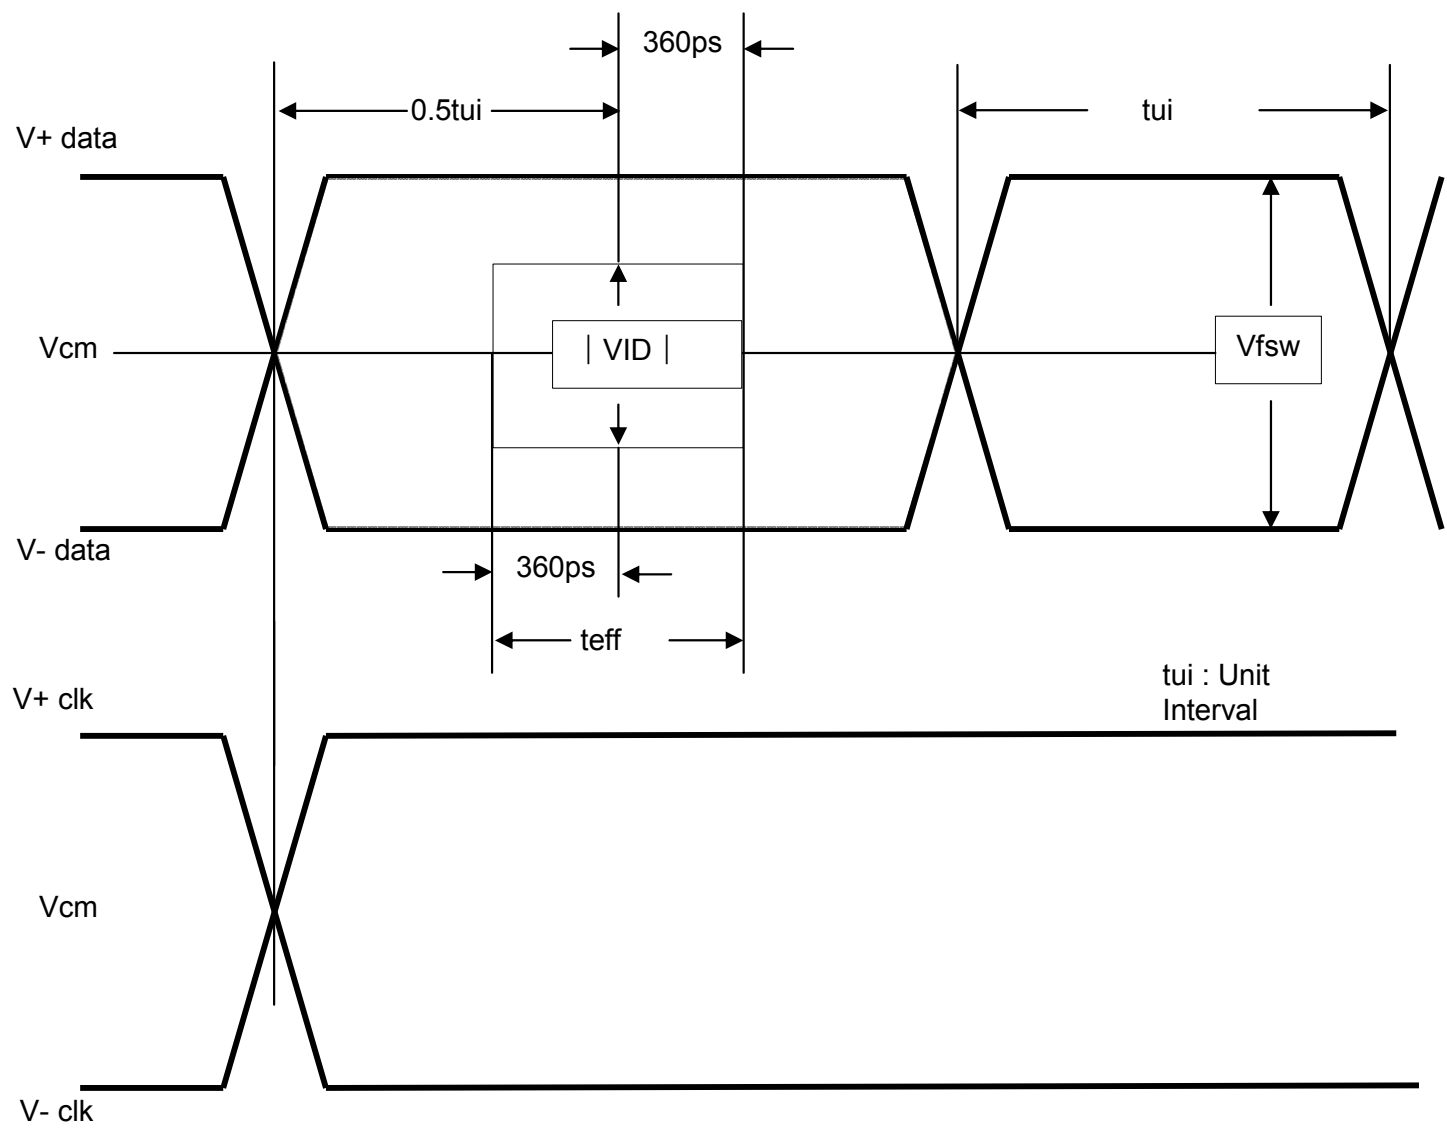 360ps
0.5tui
tui
V+ data
Vcm
| VID |
Vfsw
V- data
360ps
teff
tui : Unit
Interval
V+ clk
Vcm
V- clk